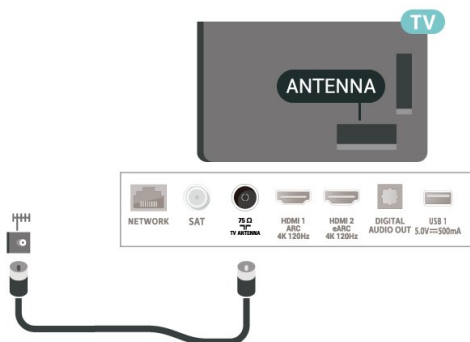 TV
ANTENNA
NETWORK
SAT
75 Ω
TV ANTENNA
HDMI 1
ARC
4K 120Hz
HDMI 2
eARC
4K 120Hz
DIGITAL
AUDIO OUT
USB 1
5.0V⎓500mA